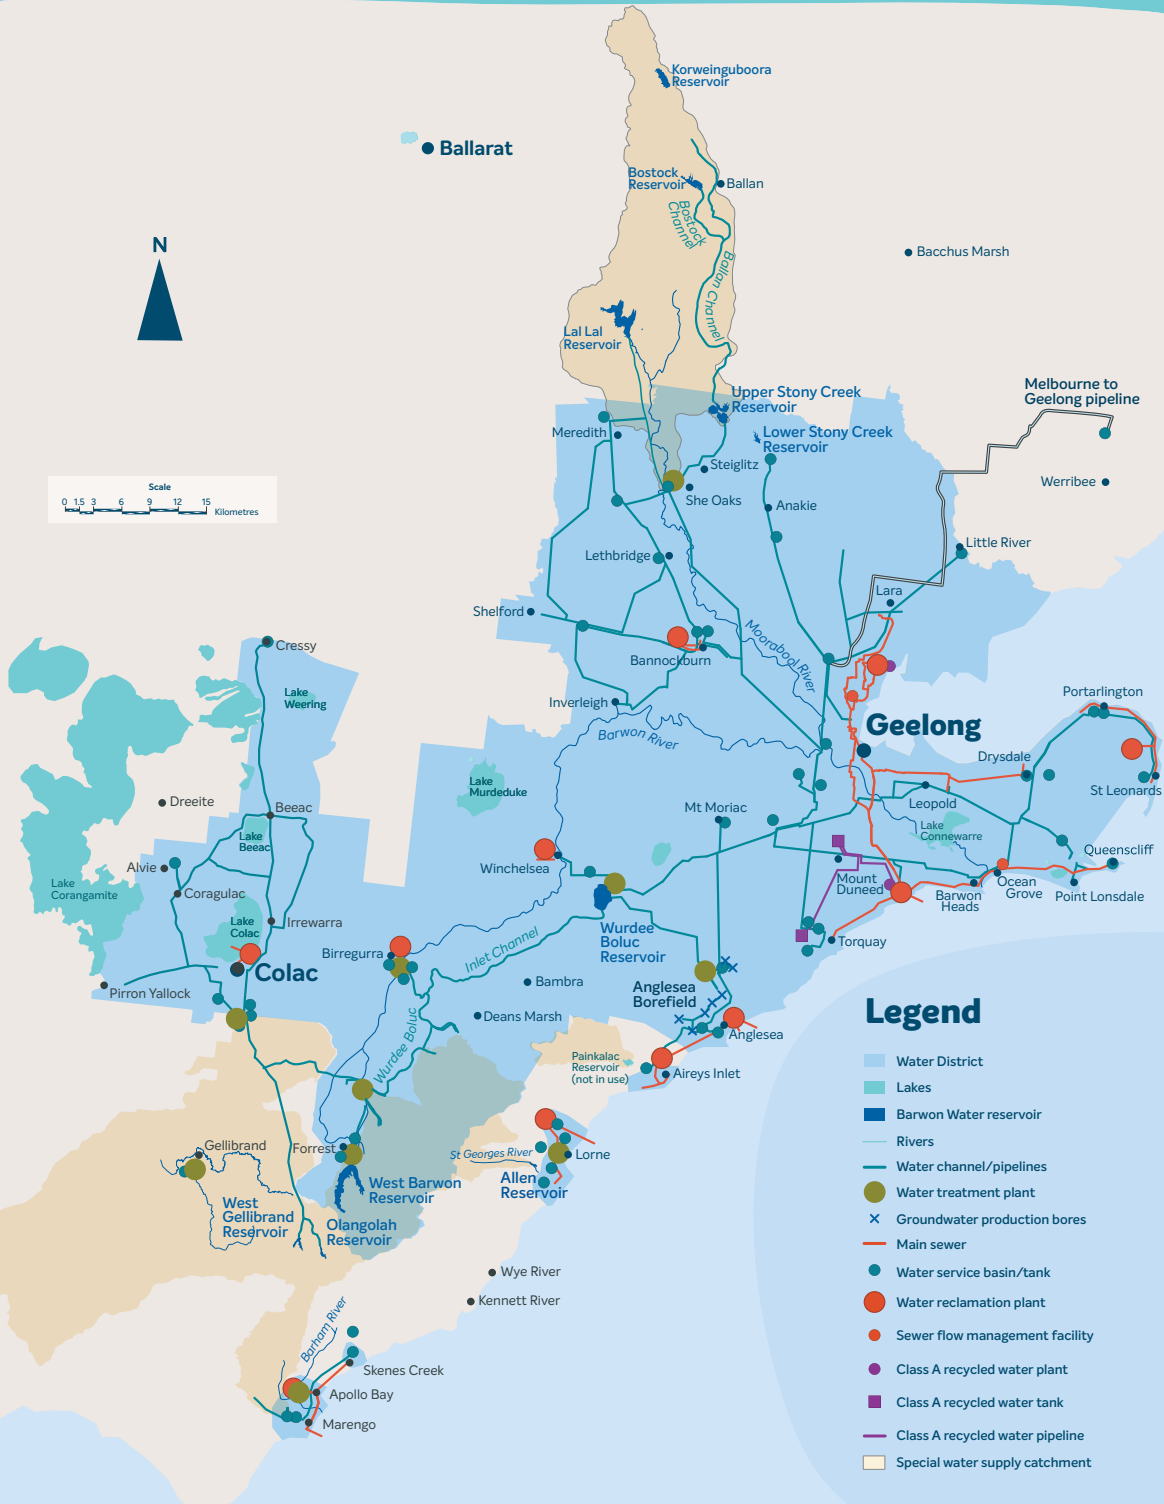 Korweinguboora
Reservoir
Ballarat
Bostock
Reservoir
Ballan
Bostock
Channel
N
Bacchus Marsh
Ballan Channel
Lal Lal
Reservoir
Melbourne to
Geelong pipeline
Upper Stony Creek
Reservoir
Meredith
Lower Stony Creek
Reservoir
Steiglitz
Werribee
Scale
0 1.5 3 6 9 12 15
Kilometres
She Oaks
Anakie
Little River
Lethbridge
Lara
Shelford
Moorabool River
Bannockburn
Cressy
Lake
Weering
Inverleigh
Portarlington
Barwon River
Geelong
Drysdale
Lake
Murdeduke
St Leonards
Dreeite
Beeac
Mt Moriac
Leopold
Lake
Connewarre
Lake
Beeac
Queenscliff
Alvie
Winchelsea
Lake
Corangamite
Coragulac
Mount
Duneed
Ocean
Grove
Barwon
Heads
Point Lonsdale
Lake
Colac
Irrewarra
Wurdee
Boluc
Reservoir
Birregurra
Inlet Channel
Torquay
Colac
Bambra
Anglesea
Borefield
Pirron Yallock
Deans Marsh
Legend
Wurdee Boluc
Anglesea
Painkalac
Reservoir
(not in use)
Aireys Inlet
Water District
Lakes
Barwon Water reservoir
Rivers
Water channel/pipelines
Water treatment plant
Groundwater production bores
Main sewer
Water service basin/tank
Water reclamation plant
Sewer flow management facility
Class A recycled water plant
Class A recycled water tank
Class A recycled water pipeline
Special water supply catchment
Gellibrand
Forrest
St Georges River
Lorne
West Barwon
Reservoir
Allen
Reservoir
West
Gellibrand
Reservoir
Olangolah
Reservoir
Wye River
Kennett River
Barham River
Skenes Creek
Apollo Bay
Marengo